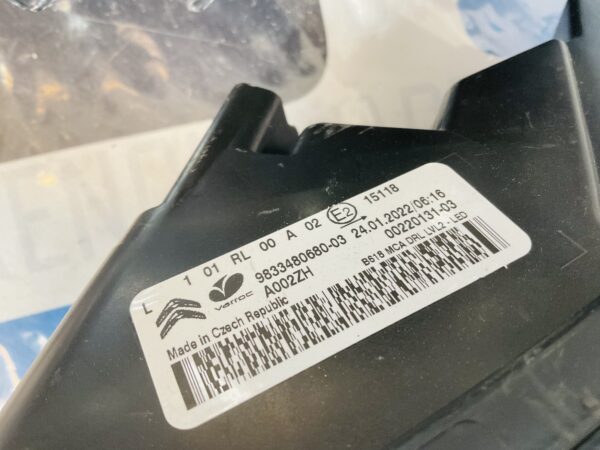 L 1 01 RL 00 A 02 E2 15118
varroc 9833480680-03 24.01.2022/06:16
A002ZH 00220131-03
Made in Czech Republic B618 MCA DRL LVL2 - LED